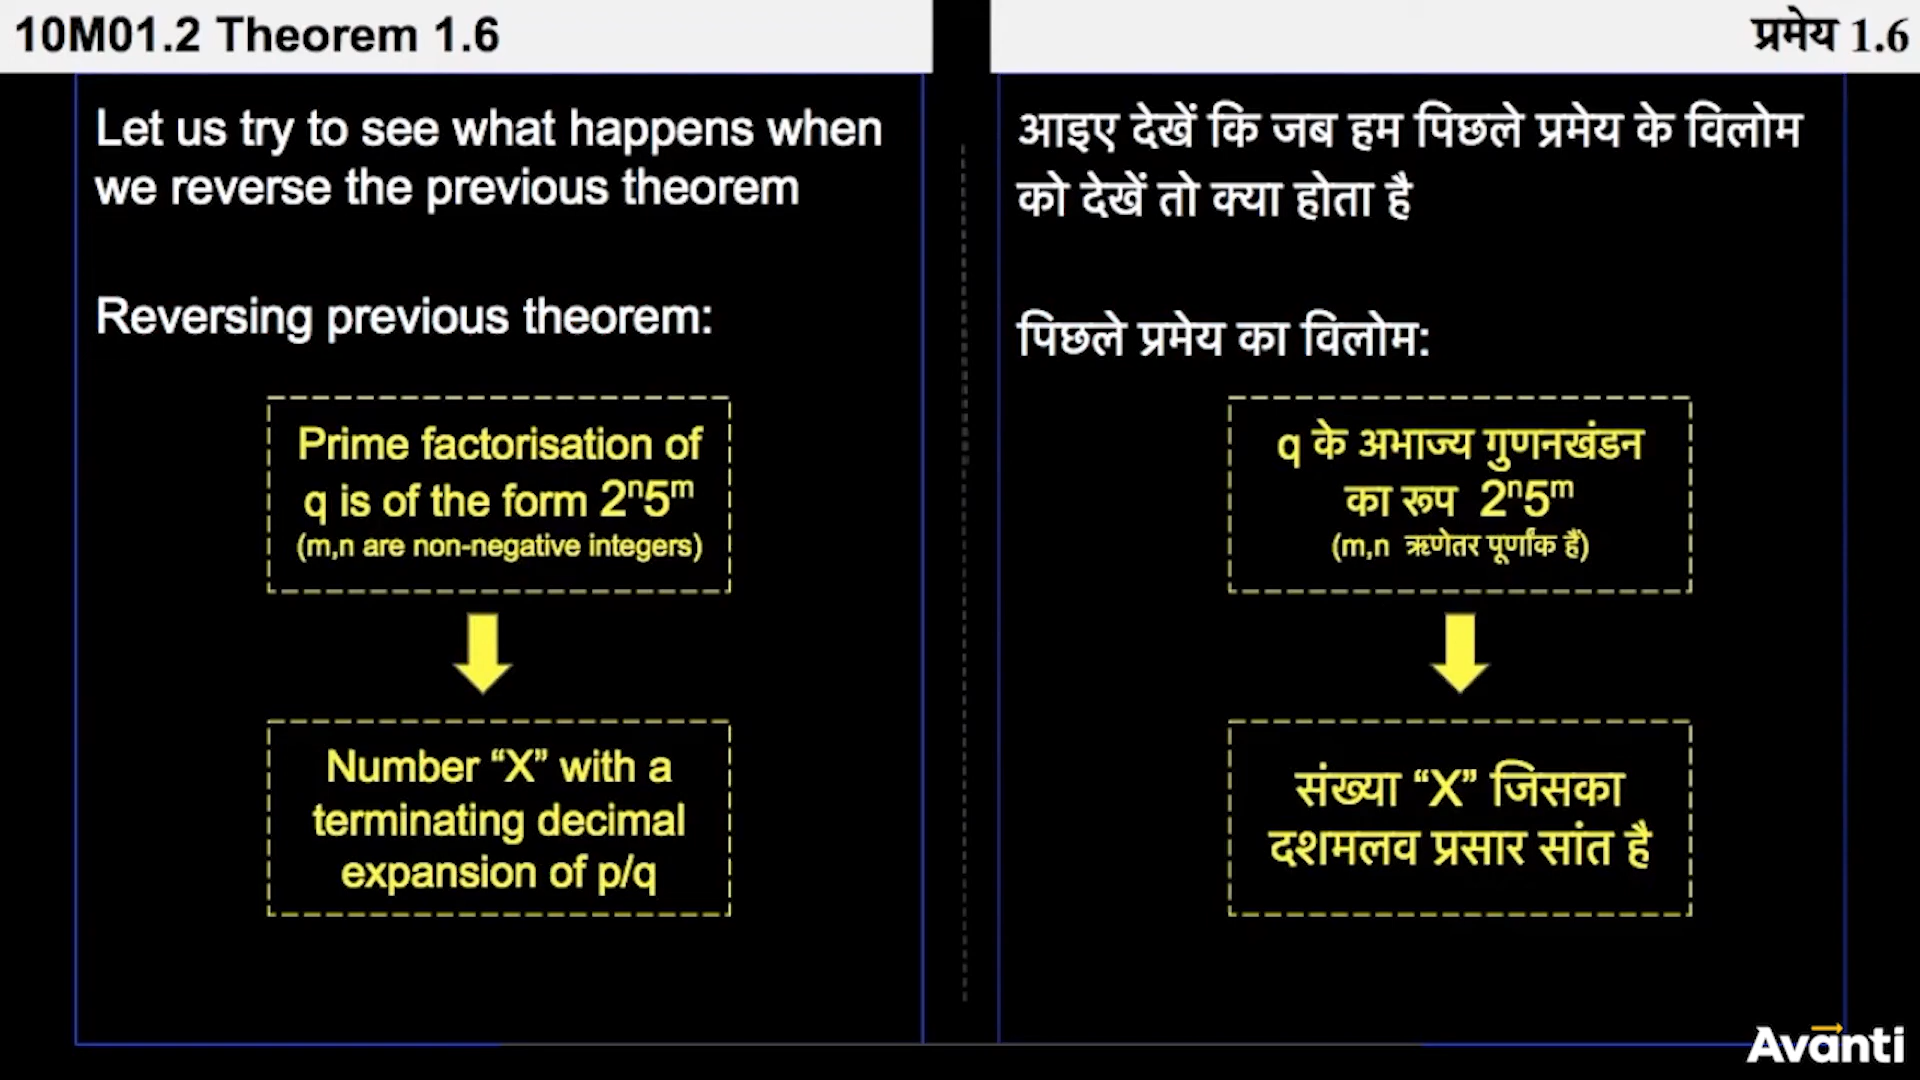 10M01.2 Theorem 1.6
Let us try to see what happens when
we reverse the previous theorem
Reversing previous theorem:
Prime factorisation of
q is of the form 2ⁿ5ᵐ
(m,n are non-negative integers)
Number “X” with a
terminating decimal
expansion of p/q
प्रमेय 1.6
आइए देखें कि जब हम पिछले प्रमेय के विलोम
को देखें तो क्या होता है
पिछले प्रमेय का विलोम:
q के अभाज्य गुणनखंडन
का रूप 2ⁿ5ᵐ
(m,n ऋणेतर पूर्णांक हैं)
संख्या “X” जिसका
दशमलव प्रसार सांत है
Avanti